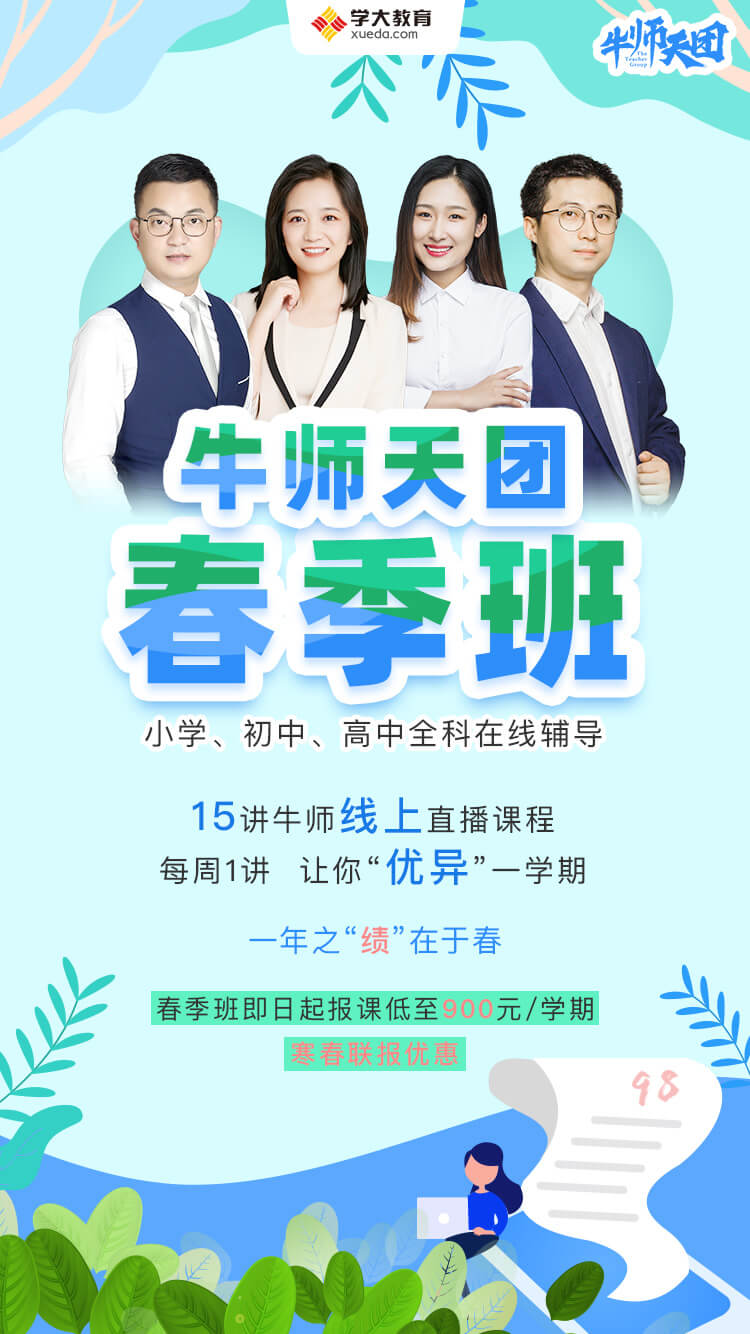 学大教育
xueda.com
牛师天团
The
Teacher
Group
牛师天团
春季班
小学、初中、高中全科在线辅导
15讲牛师线上直播课程
每周1讲 让你“优异”一学期
一年之“绩”在于春
春季班即日起报课低至900元/学期
寒春联报优惠
98